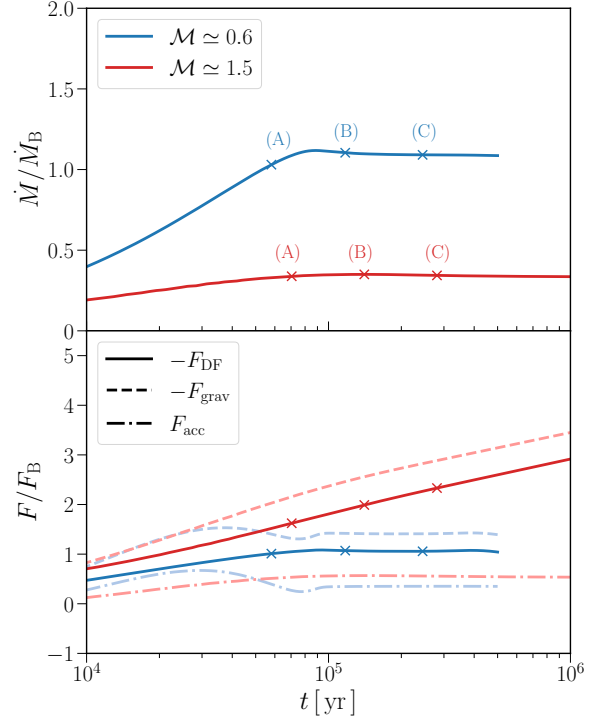 2.0
ℳ ≃ 0.6
ℳ ≃ 1.5
1.5
(A) (B) (C)
1.0
Ṁ/Ṁ_B
0.5
(A) (B) (C)
0
5
−F_DF
4
−F_grav
F_acc
3
F/F_B
2
1
0
−1
10^4 10^5 10^6
t [yr]